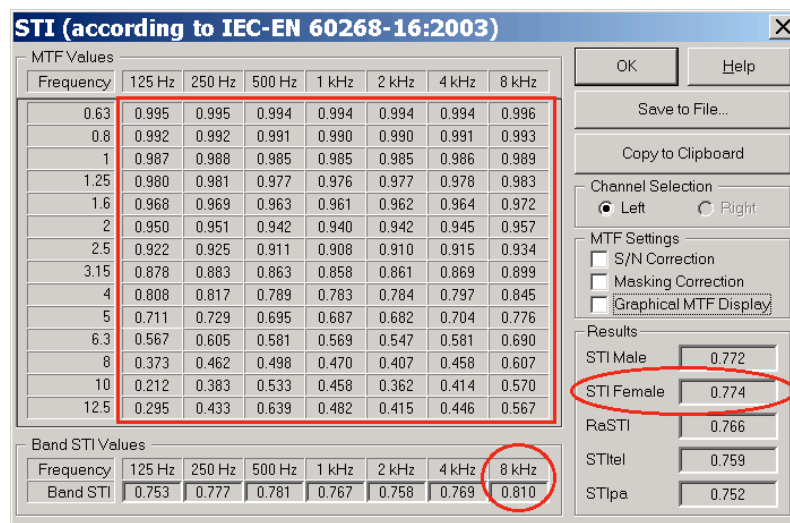 STI (according to IEC-EN 60268-16:2003)
MTF Values
Frequency 125 Hz 250 Hz 500 Hz 1 kHz 2 kHz 4 kHz 8 kHz
0.63 0.995 0.995 0.994 0.994 0.994 0.994 0.996
0.8 0.992 0.992 0.991 0.990 0.990 0.991 0.993
1 0.987 0.988 0.985 0.985 0.985 0.986 0.989
1.25 0.980 0.981 0.977 0.976 0.977 0.978 0.983
1.6 0.968 0.969 0.963 0.961 0.962 0.964 0.972
2 0.950 0.951 0.942 0.940 0.942 0.945 0.957
2.5 0.922 0.925 0.911 0.908 0.910 0.915 0.934
3.15 0.878 0.883 0.863 0.858 0.861 0.869 0.899
4 0.808 0.817 0.789 0.783 0.784 0.797 0.845
5 0.711 0.729 0.695 0.687 0.682 0.704 0.776
6.3 0.567 0.605 0.581 0.569 0.547 0.581 0.690
8 0.373 0.462 0.498 0.470 0.407 0.458 0.607
10 0.212 0.383 0.533 0.458 0.362 0.414 0.570
12.5 0.295 0.433 0.639 0.482 0.415 0.446 0.567
Band STI Values
Frequency 125 Hz 250 Hz 500 Hz 1 kHz 2 kHz 4 kHz 8 kHz
Band STI 0.753 0.777 0.781 0.767 0.758 0.769 0.810
OK Help
Save to File...
Copy to Clipboard
Channel Selection
Left Right
MTF Settings
S/N Correction
Masking Correction
Graphical MTF Display
Results
STI Male 0.772
STI Female 0.774
RaSTI 0.766
STItel 0.759
STIpa 0.752